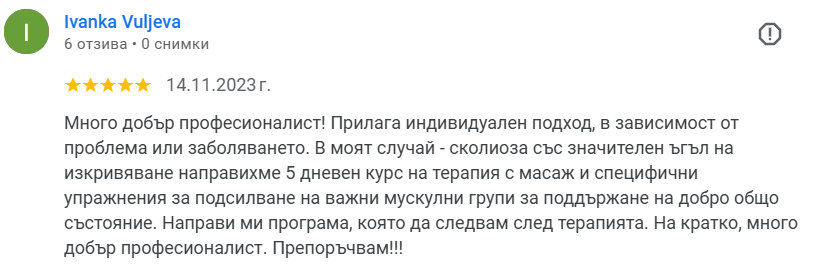 I
Ivanka Vuljeva
6 отзива • 0 снимки
14.11.2023 г.
Много добър професионалист! Прилага индивидуален подход, в зависимост от
проблема или заболяването. В моят случай - сколиоза със значителен ъгъл на
изкривяване направихме 5 дневен курс на терапия с масаж и специфични
упражнения за подсилване на важни мускулни групи за поддържане на добро общо
състояние. Направи ми програма, която да следвам след терапията. На кратко, много
добър професионалист. Препоръчвам!!!